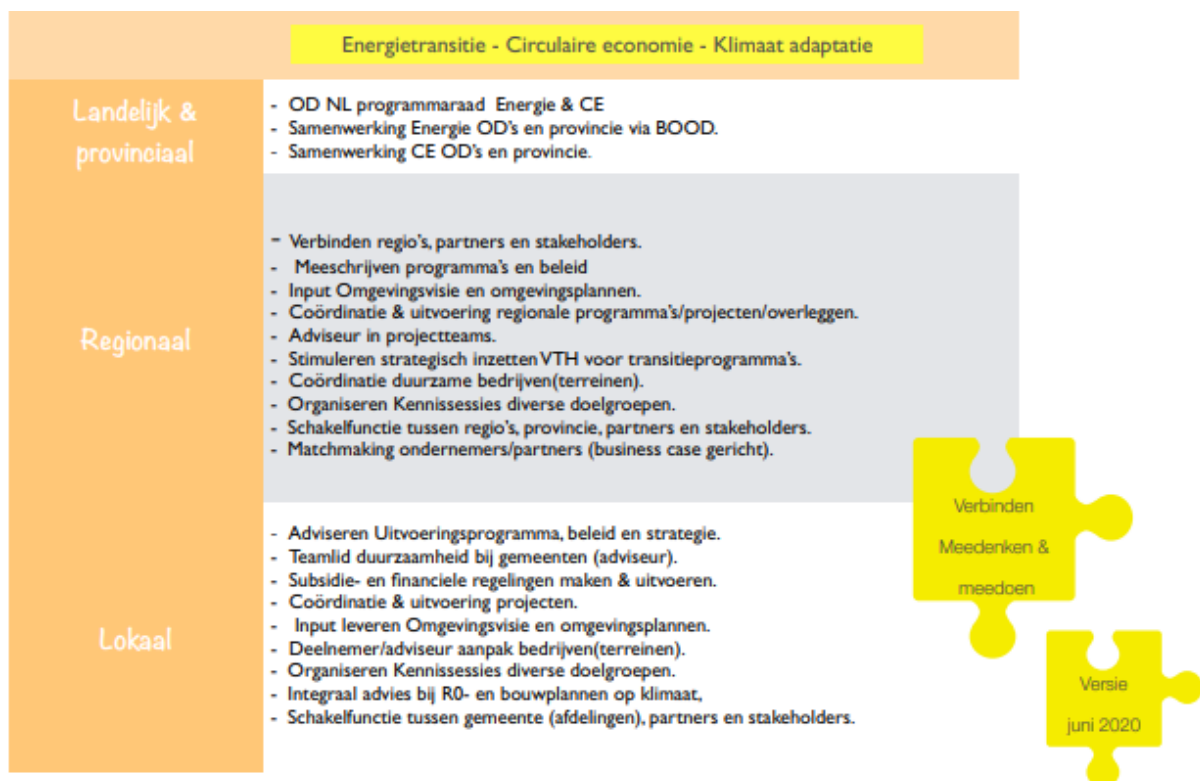 Energietransitie - Circulaire economie - Klimaat adaptatie
Landelijk &
provinciaal
- OD NL programmaraad Energie & CE
- Samenwerking Energie OD's en provincie via BOOD.
- Samenwerking CE OD's en provincie.
Regionaal
- Verbinden regio's, partners en stakeholders.
- Meeschrijven programma's en beleid
- Input Omgevingsvisie en omgevingsplannen.
- Coördinatie & uitvoering regionale programma's/projecten/overleggen.
- Adviseur in projectteams.
- Stimuleren strategisch inzetten VTH voor transitieprogramma's.
- Coördinatie duurzame bedrijven(terreinen).
- Organiseren Kennissessies diverse doelgroepen.
- Schakelfunctie tussen regio's, provincie, partners en stakeholders.
- Matchmaking ondernemers/partners (business case gericht).
Lokaal
- Adviseren Uitvoeringsprogramma, beleid en strategie.
- Teamlid duurzaamheid bij gemeenten (adviseur).
- Subsidie- en financiele regelingen maken & uitvoeren.
- Coördinatie & uitvoering projecten.
- Input leveren Omgevingsvisie en omgevingsplannen.
- Deelnemer/adviseur aanpak bedrijven(terreinen).
- Organiseren Kennissessies diverse doelgroepen.
- Integraal advies bij R0- en bouwplannen op klimaat,
- Schakelfunctie tussen gemeente (afdelingen), partners en stakeholders.
Verbinden
Meedenken &
meedoen
Versie
juni 2020